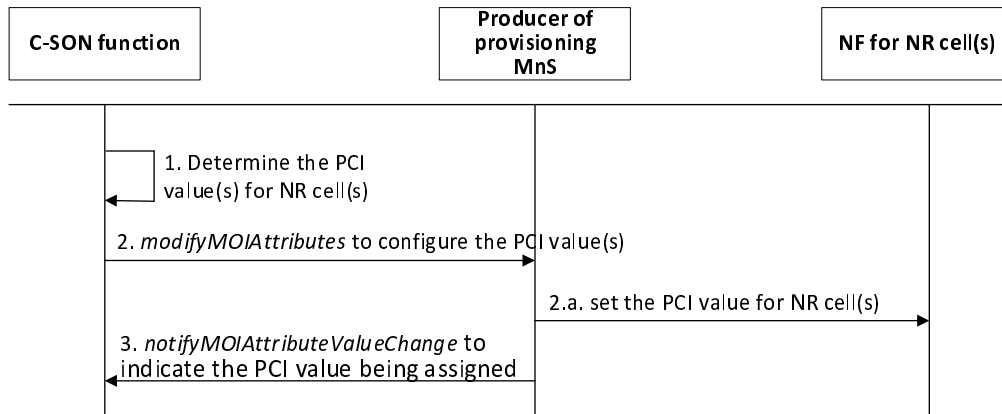 C-SON function
Producer of
provisioning
MnS
NF for NR cell(s)
1. Determine the PCI
value(s) for NR cell(s)
2. modifyMOIAttributes to configure the PCI value(s)
2.a. set the PCI value for NR cell(s)
3. notifyMOIAttributeValueChange to
indicate the PCI value being assigned